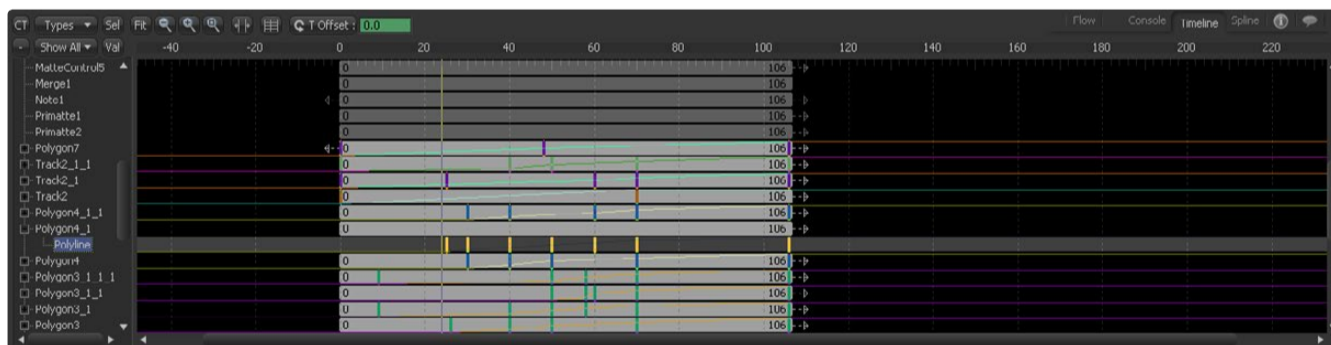 CT Types Sel Fit T Offset : 0.0 Flow Console Timeline Spline
- Show All Val -40 -20 0 20 40 60 80 100 120 140 160 180 200 220
MatteControl5 0 106
Merge1 0 106
Note1 0 106
Primatte1 0 106
Primatte2 0 106
Polygon7 0 106
Track2_1_1 0 106
Track2_1 0 106
Track2 0 106
Polygon4_1_1 0 106
Polygon4_1 0 106
Polyline
Polygon4 0 106
Polygon3_1_1_1 0 106
Polygon3_1_1 0 106
Polygon3_1 0 106
Polygon3 0 106